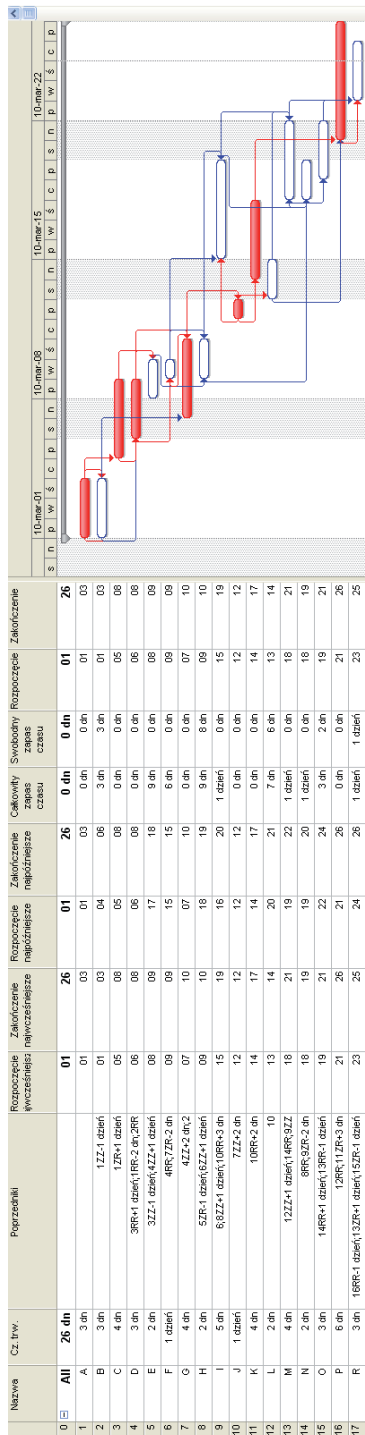 Nazwa Cz. trw. Poprzedniki Rozpoczęcie Zakończenie Rozpoczęcie Zakończenie Całkowity Swobodny Rozpoczęcie Zakończenie 10-mar-01 10-mar-08 10-mar-15 10-mar-22
najwcześniejsze najpóźniejsze najpóźniejsze zapas zapas
czasu czasu
s n p w ś c p s n p w ś c p s n p w ś c p s n p w ś c p
0 All 26 dn 01 26 01 26 0 dn 0 dn 01 26
1 A 3 dn 01 03 01 03 0 dn 0 dn 01 03
2 B 3 dn 1ZZ-1 dzień 01 03 04 06 3 dn 3 dn 01 03
3 C 4 dn 1ZR+1 dzień 05 08 05 08 0 dn 0 dn 05 08
4 D 3 dn 3RR+1 dzień;1RR-2 dn;2RR 06 08 06 08 0 dn 0 dn 06 08
5 E 2 dn 3ZZ-1 dzień;4ZZ+1 dzień 08 09 17 18 9 dn 0 dn 08 09
6 F 1 dzień 4RR;7ZR-2 dn 09 09 15 15 6 dn 0 dn 09 09
7 G 4 dn 4ZZ+2 dn;2 07 10 07 10 0 dn 0 dn 07 10
8 H 2 dn 5ZR-1 dzień;6ZZ+1 dzień 09 10 18 19 9 dn 8 dn 09 10
9 I 5 dn 6;8ZZ+1 dzień;10RR+3 dn 15 19 16 20 1 dzień 0 dn 15 19
10 J 1 dzień 7ZZ+2 dn 12 12 12 12 0 dn 0 dn 12 12
11 K 4 dn 10RR+2 dn 14 17 14 17 0 dn 0 dn 14 17
12 L 2 dn 10 13 14 20 21 7 dn 6 dn 13 14
13 M 4 dn 12ZZ+1 dzień;14RR;9ZZ 18 21 19 22 1 dzień 0 dn 18 21
14 N 2 dn 8RR;9ZR-2 dn 18 19 19 20 1 dzień 0 dn 18 19
15 O 3 dn 14RR+1 dzień;13RR-1 dzień 19 21 22 24 3 dn 2 dn 19 21
16 P 6 dn 12RR;11ZR+3 dn 21 26 21 26 0 dn 0 dn 21 26
17 R 3 dn 16RR-1 dzień;13ZR+1 dzień;15ZR-1 dzień 23 25 24 26 1 dzień 1 dzień 23 25